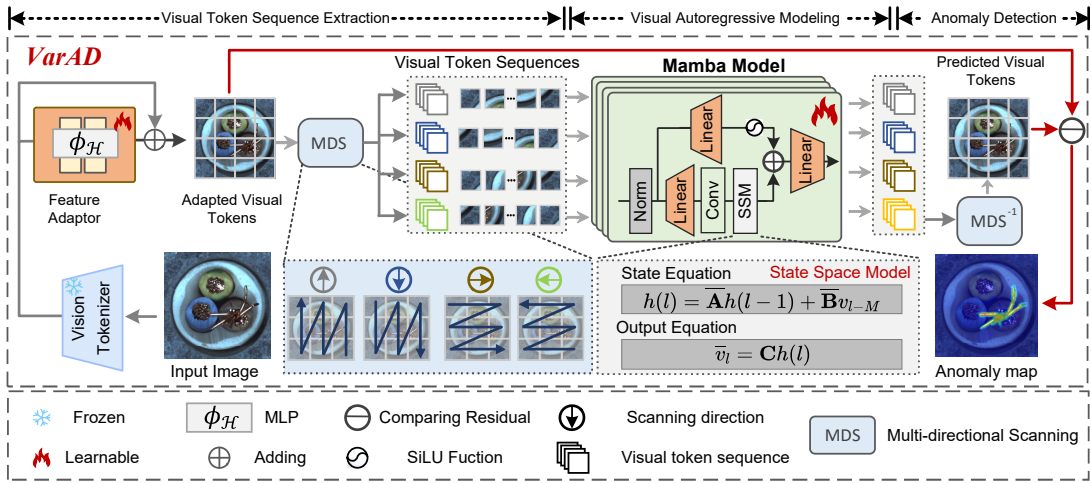 Visual Token Sequence Extraction
Visual Autoregressive Modeling
Anomaly Detection
VarAD
Visual Token Sequences
Mamba Model
Predicted Visual
Tokens
ϕ_ℋ MLP
Feature
Adaptor
Adapted Visual
Tokens
MDS
Norm
Linear
Linear
Conv
SSM
Linear
MDS⁻¹
Vision
Tokenizer
Input Image
State Equation
State Space Model
h(l) = A̅h(l − 1) + B̅v_{l−M}
Output Equation
v̅_l = Ch(l)
Anomaly map
Frozen
ϕ_ℋ
MLP
Comparing Residual
Scanning direction
MDS
Multi-directional Scanning
Learnable
Adding
SiLU Fuction
Visual token sequence